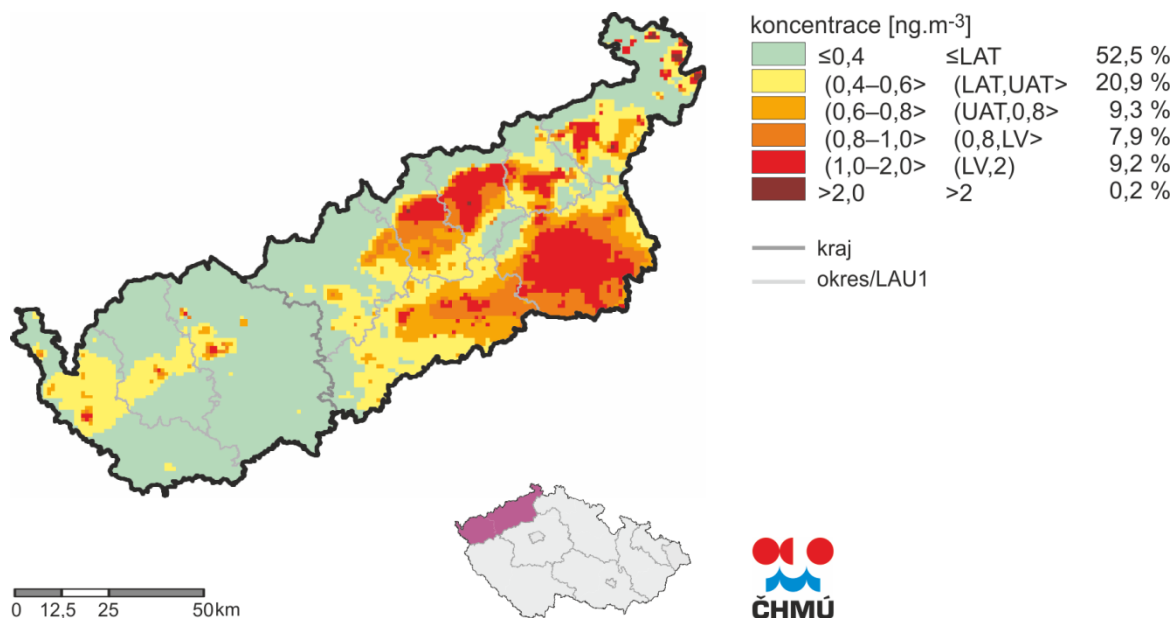 koncentrace [ng.m-3]
≤0,4 ≤LAT 52,5 %
(0,4–0,6> (LAT,UAT> 20,9 %
(0,6–0,8> (UAT,0,8> 9,3 %
(0,8–1,0> (0,8,LV> 7,9 %
(1,0–2,0> (LV,2) 9,2 %
>2,0 >2 0,2 %
kraj
okres/LAU1
0 12,5 25 50 km
ČHMÚ